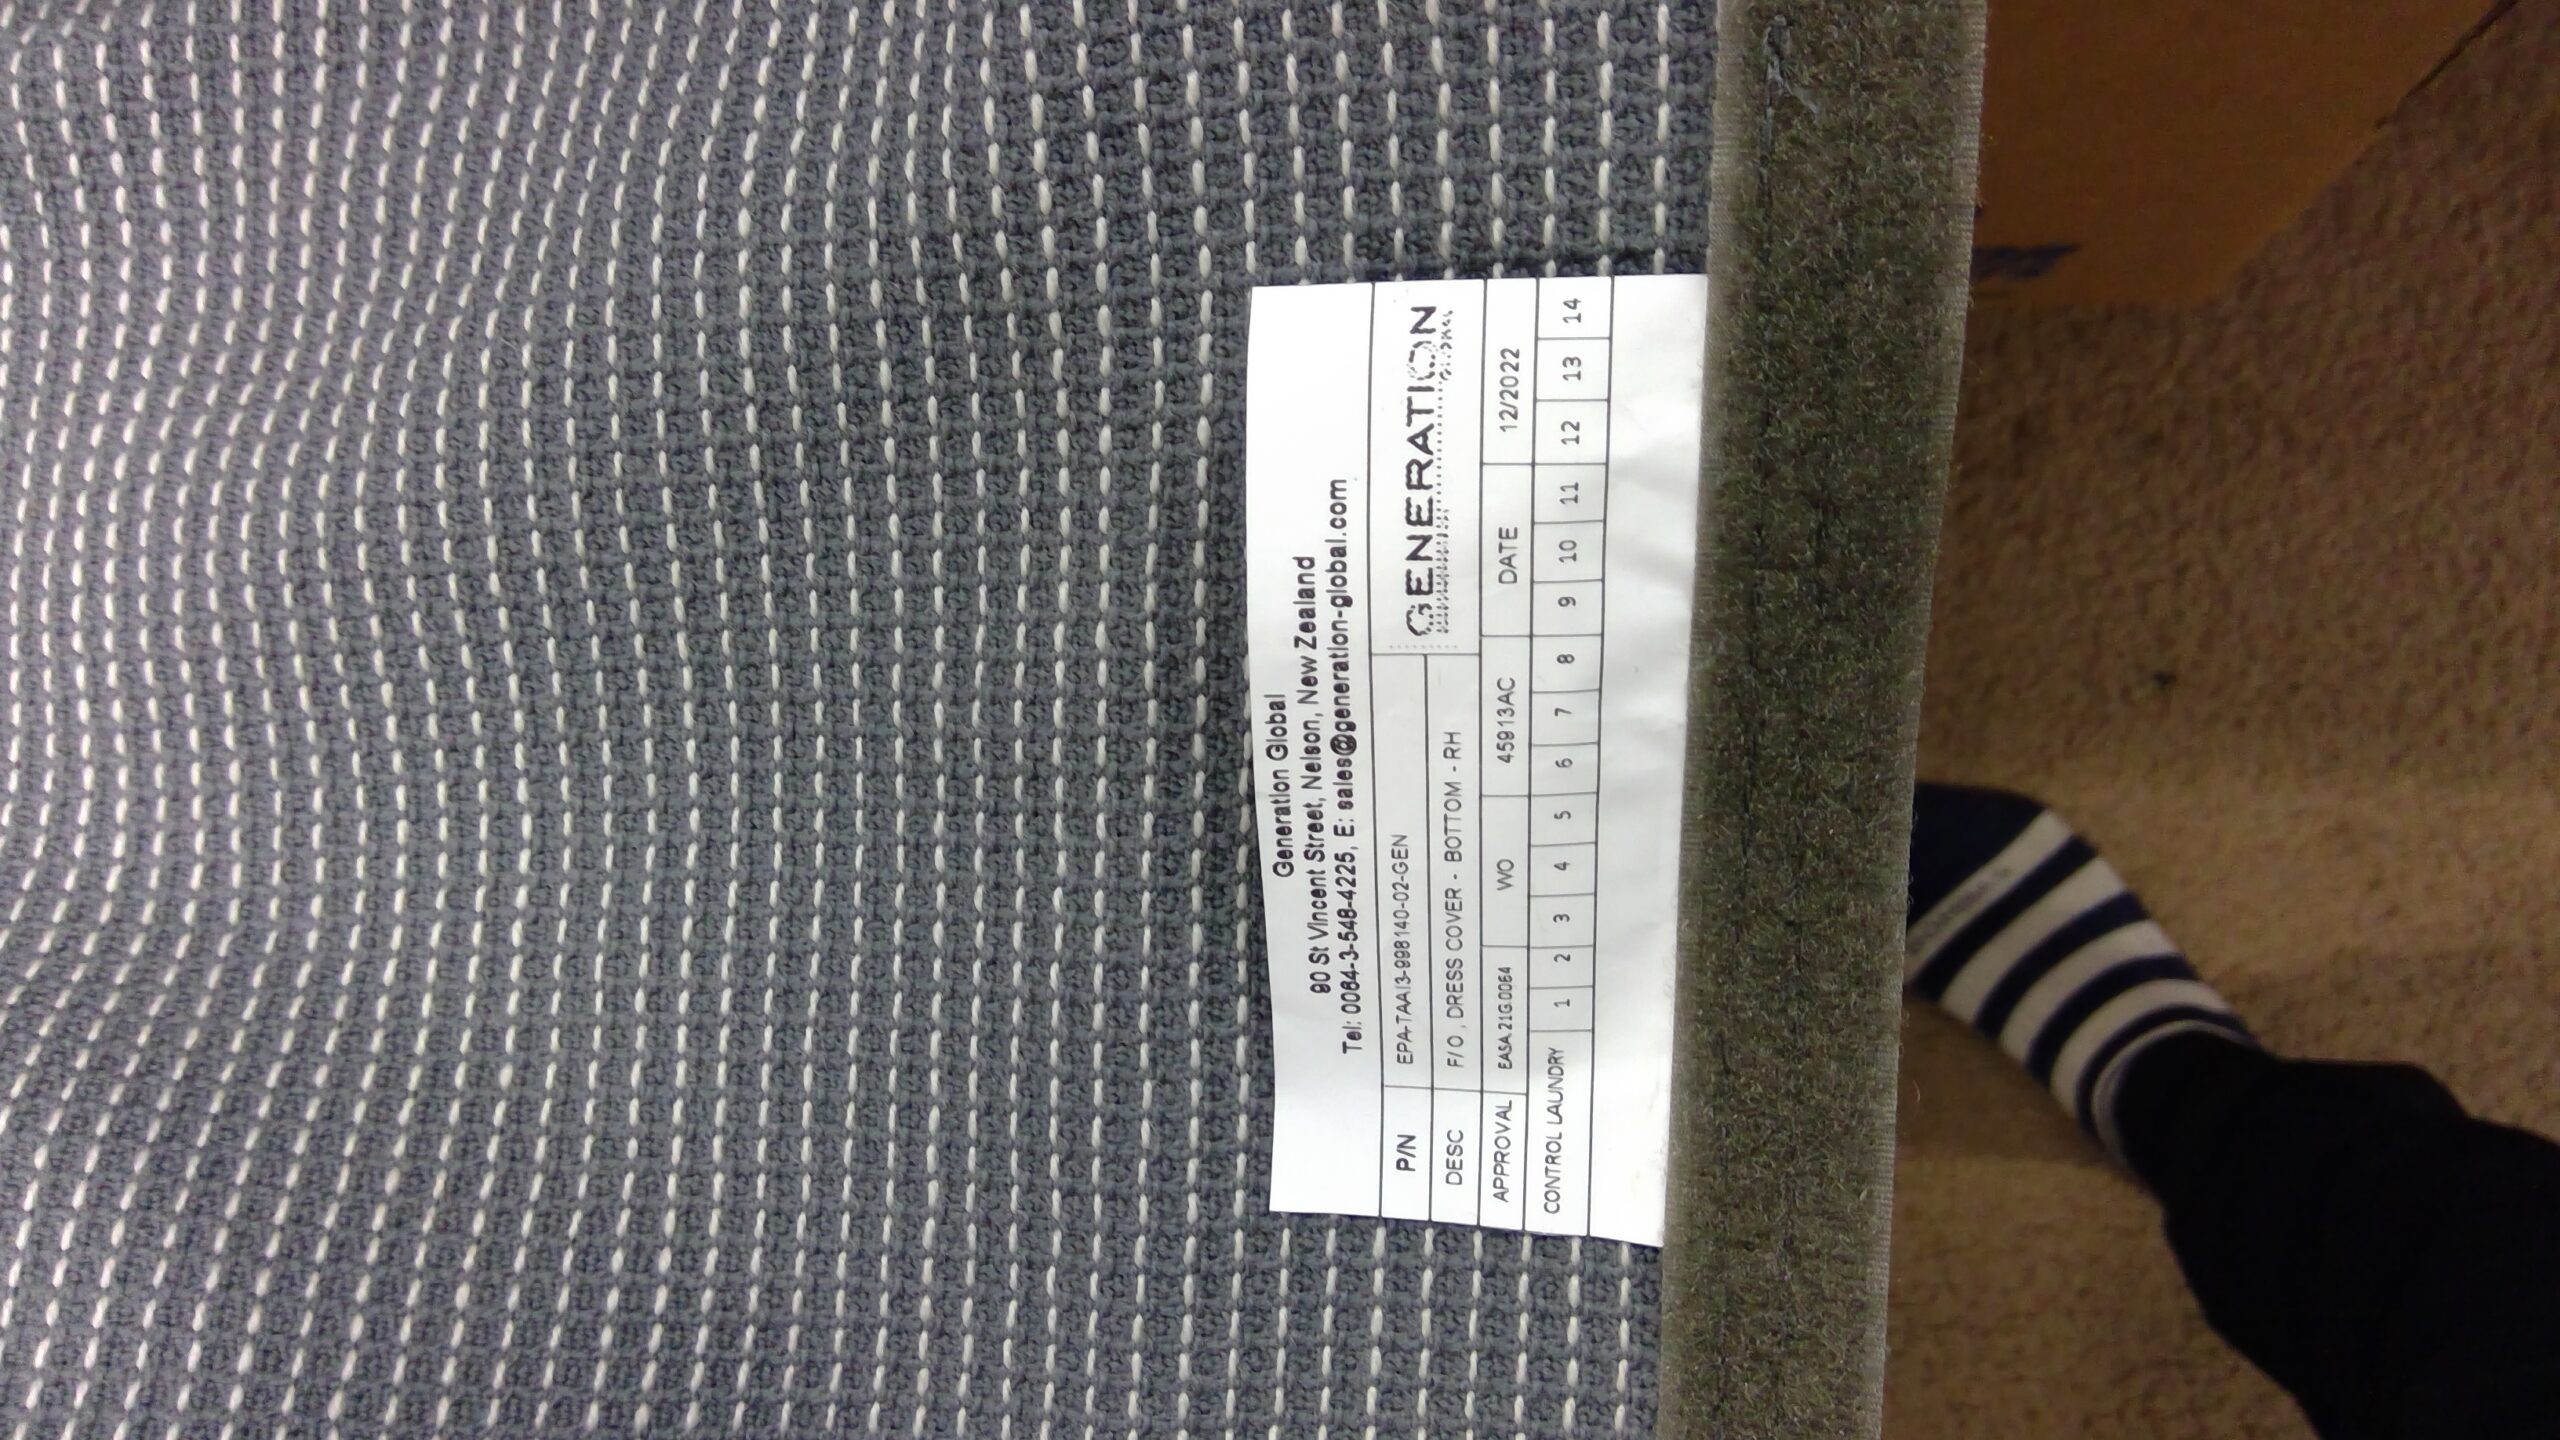 Generation Global
90 St Vincent Street, Nelson, New Zealand
Tel: 0064-3-548-4225, E: sales@generation-global.com
P/N EPA-TAAI3-998140-02-GEN
GENERATION
DESC F/O, DRESS COVER - BOTTOM - RH
APPROVAL EASA.21G.0064 WO 45913AC DATE 12/2022
CONTROL LAUNDRY 1 2 3 4 5 6 7 8 9 10 11 12 13 14